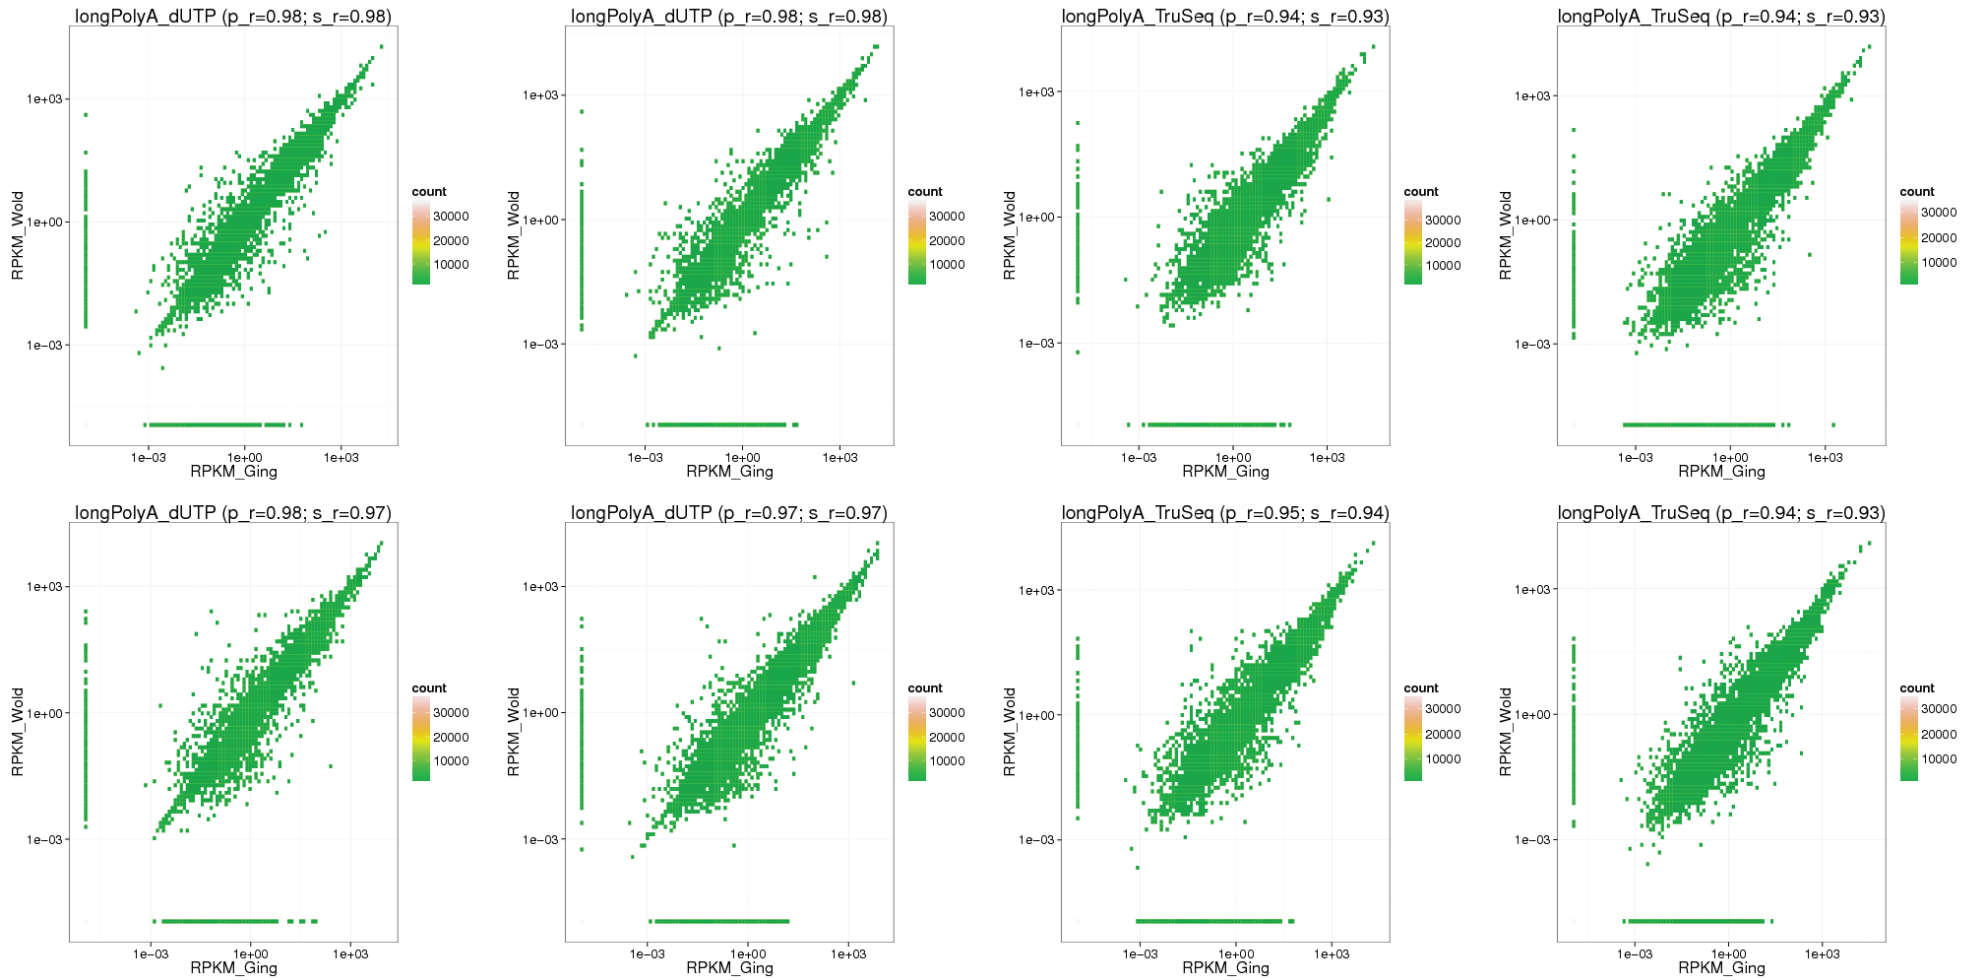 longPolyA_dUTP (p_r=0.98; s_r=0.98)
1e+03
1e+00
1e−03
RPKM_Wold
1e−03 1e+00 1e+03
RPKM_Ging
count
30000
20000
10000
longPolyA_dUTP (p_r=0.98; s_r=0.98)
1e+03
1e+00
1e−03
RPKM_Wold
1e−03 1e+00 1e+03
RPKM_Ging
count
30000
20000
10000
longPolyA_TruSeq (p_r=0.94; s_r=0.93)
1e+03
1e+00
1e−03
RPKM_Wold
1e−03 1e+00 1e+03
RPKM_Ging
count
30000
20000
10000
longPolyA_TruSeq (p_r=0.94; s_r=0.93)
1e+03
1e+00
1e−03
RPKM_Wold
1e−03 1e+00 1e+03
RPKM_Ging
count
30000
20000
10000
longPolyA_dUTP (p_r=0.98; s_r=0.97)
1e+03
1e+00
1e−03
RPKM_Wold
1e−03 1e+00 1e+03
RPKM_Ging
count
30000
20000
10000
longPolyA_dUTP (p_r=0.97; s_r=0.97)
1e+03
1e+00
1e−03
RPKM_Wold
1e−03 1e+00 1e+03
RPKM_Ging
count
30000
20000
10000
longPolyA_TruSeq (p_r=0.95; s_r=0.94)
1e+03
1e+00
1e−03
RPKM_Wold
1e−03 1e+00 1e+03
RPKM_Ging
count
30000
20000
10000
longPolyA_TruSeq (p_r=0.94; s_r=0.93)
1e+03
1e+00
1e−03
RPKM_Wold
1e−03 1e+00 1e+03
RPKM_Ging
count
30000
20000
10000